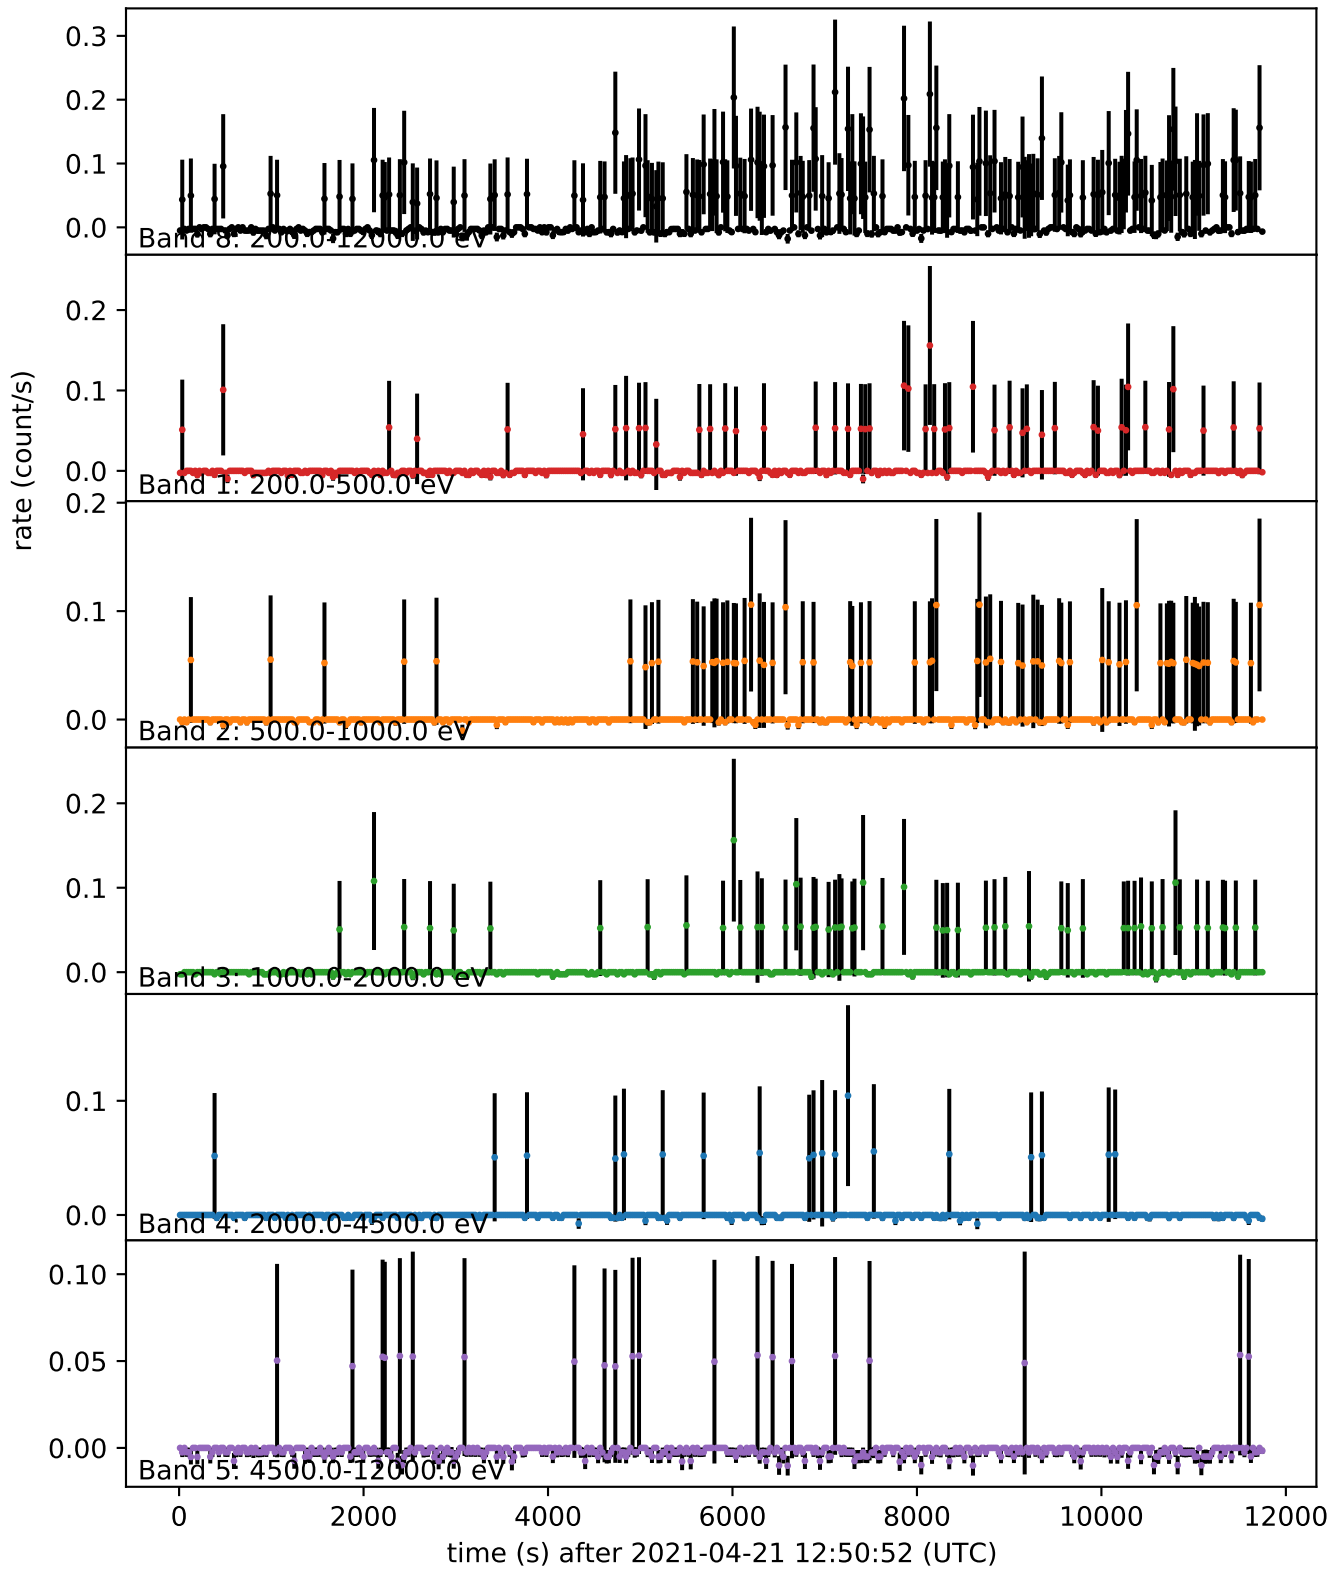 0.3
0.2
0.1
0.0
Band 8: 200.0-12000.0 eV
0.2
0.1
0.0
Band 1: 200.0-500.0 eV
rate (count/s)
0.2
0.1
0.0
Band 2: 500.0-1000.0 eV
0.2
0.1
0.0
Band 3: 1000.0-2000.0 eV
0.1
0.0
Band 4: 2000.0-4500.0 eV
0.10
0.05
0.00
Band 5: 4500.0-12000.0 eV
0 2000 4000 6000 8000 10000 12000
time (s) after 2021-04-21 12:50:52 (UTC)